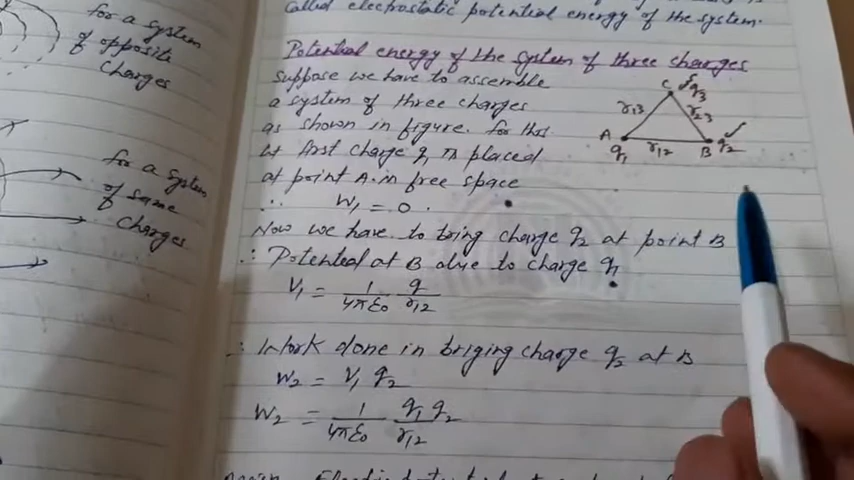 for a system
of opposite
charges
for a system
of same
charges
Called electrostatic potential energy of the system.
Potential energy of the system of three charges
suppose we have to assemble
a system of three charges
as shown in figure. for this
let first charge q is placed
at point A. in free space
∴ W₁ = 0.
C q₃
r₁₃ r₂₃
A B q₂
q₁ r₁₂
Now we have to bring charge q₂ at point B
∴ Potential at B due to charge q₁
V₁ = 1/4πε₀ q/r₁₂
∴ Work done in briging charge q₂ at B
W₂ = V₁ q₂
W₂ = 1/4πε₀ q₁q₂/r₁₂